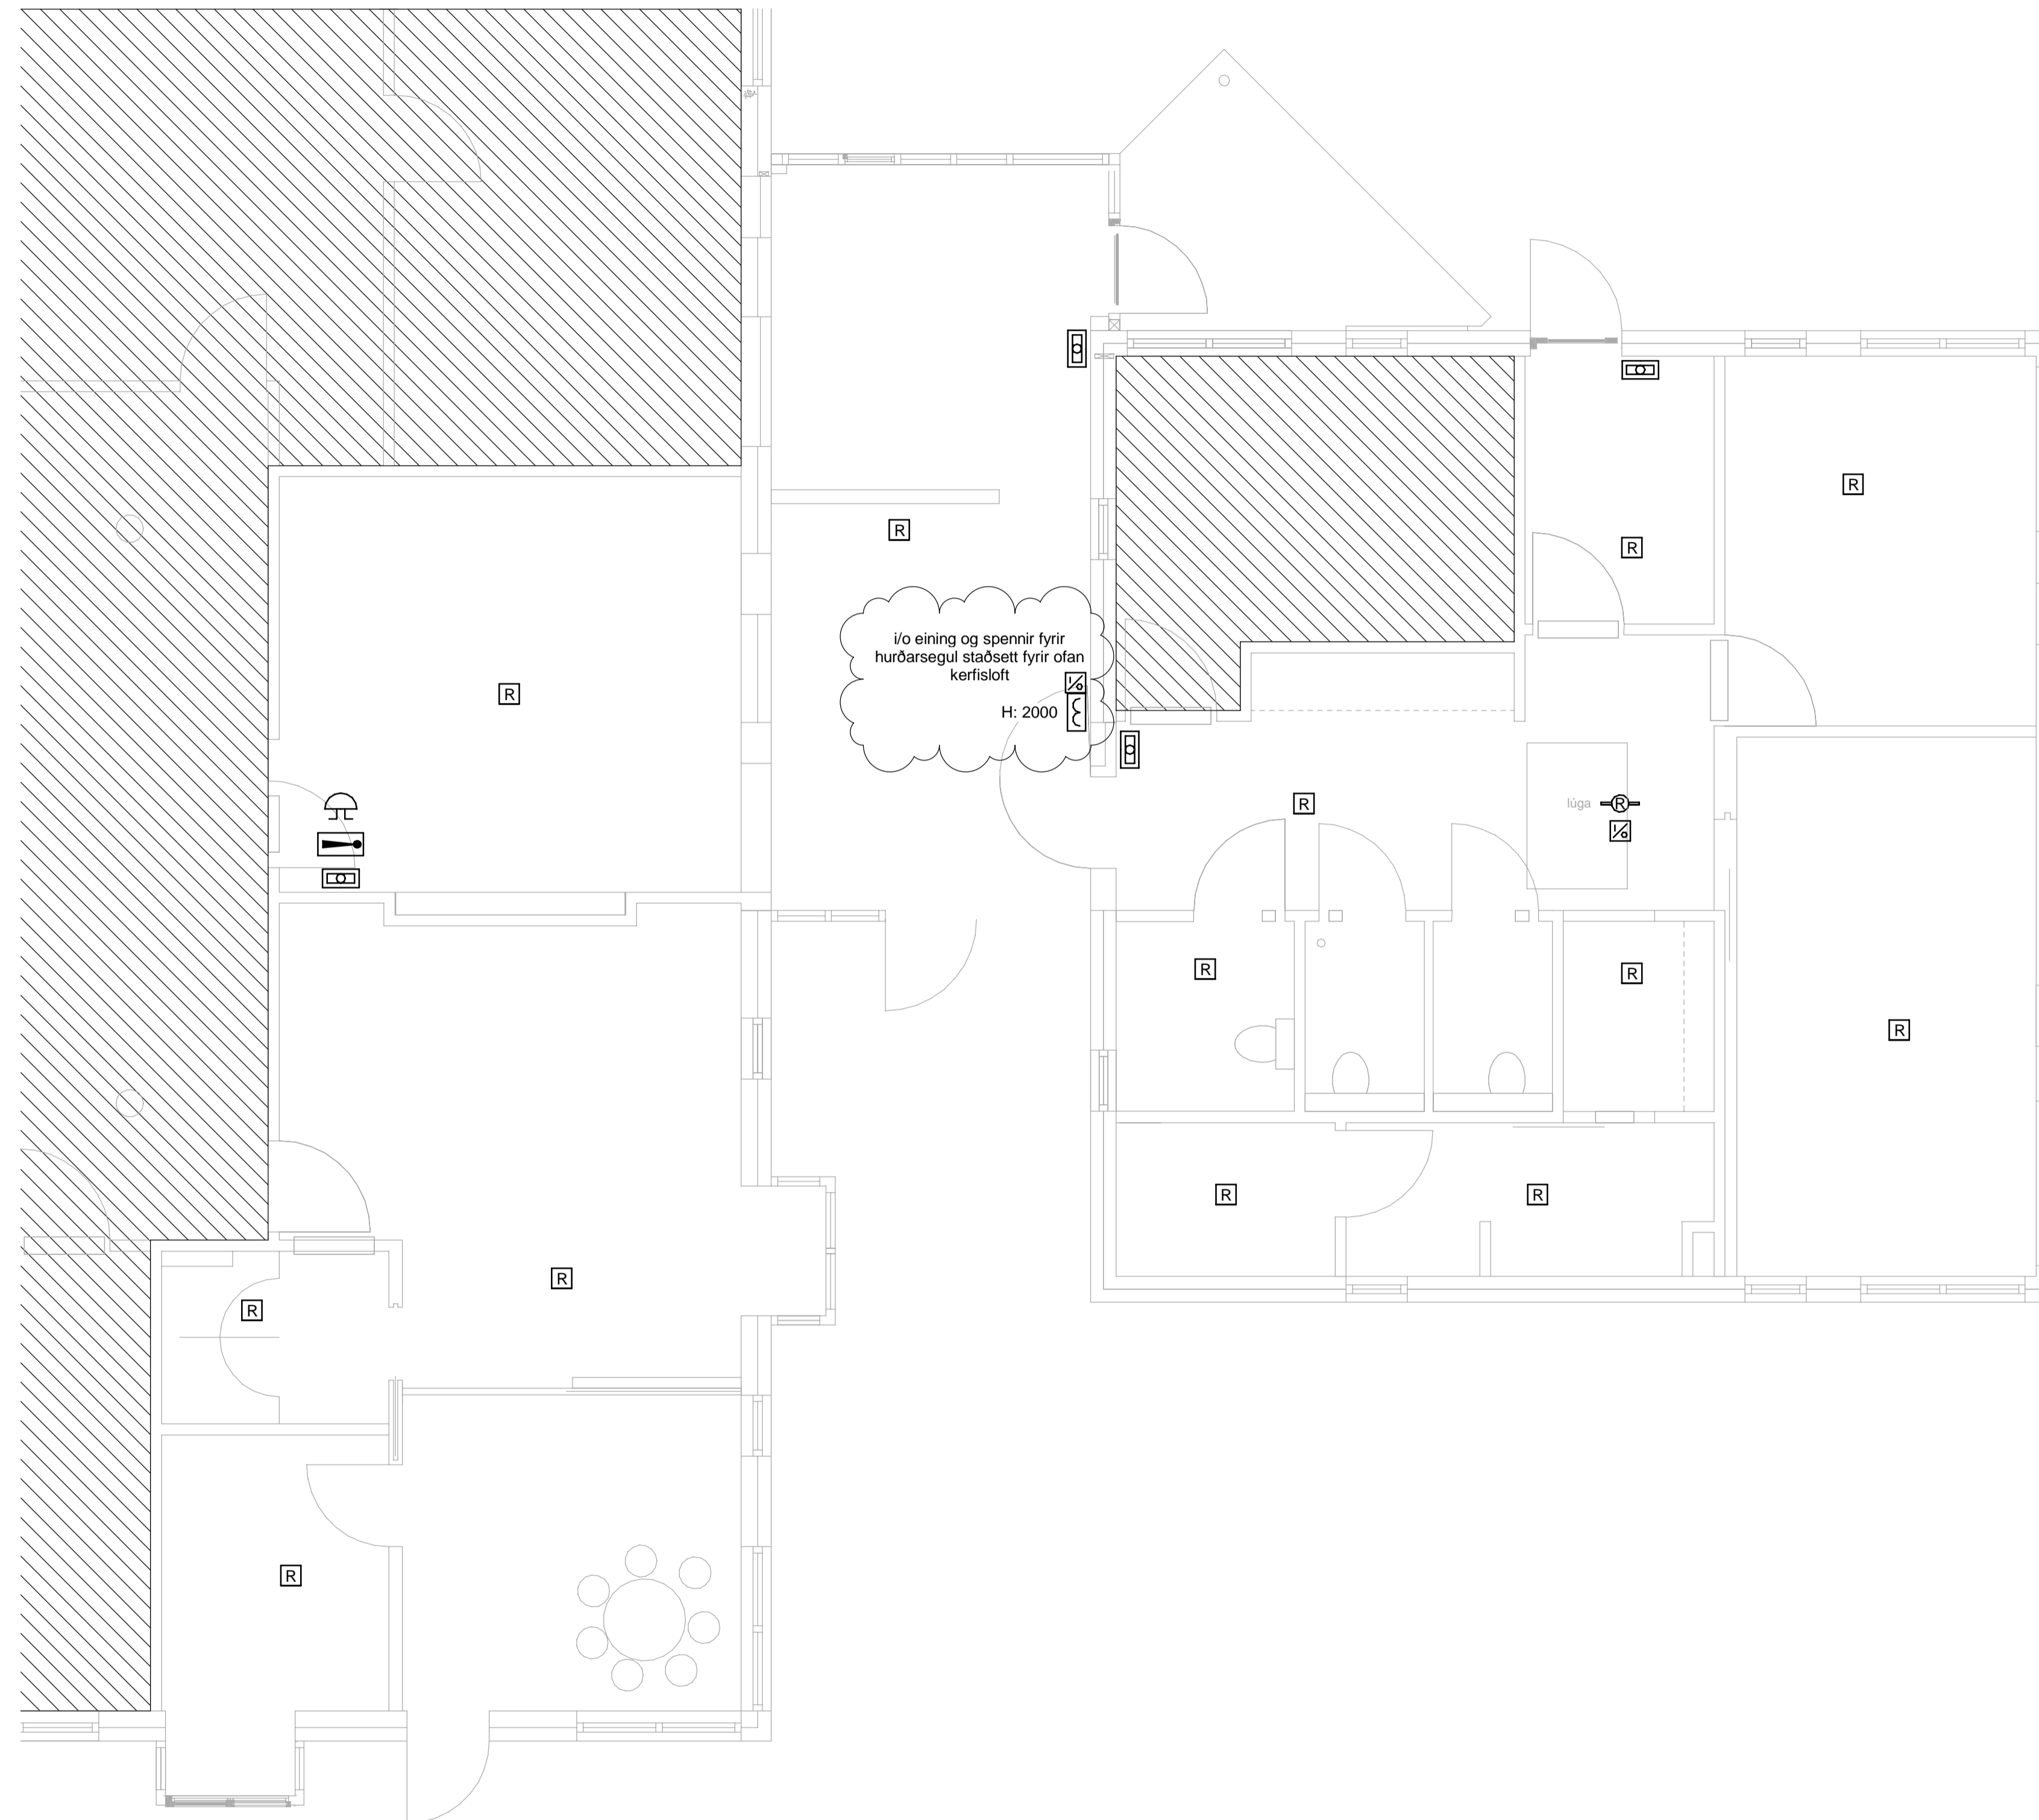 R
R
R
R
i/o eining og spennir fyrir
hurðarsegul staðsett fyrir ofan
kerfisloft
R
I/o
H: 2000
R
lúga R
I/o
R
R
R
R
R
R
R
R